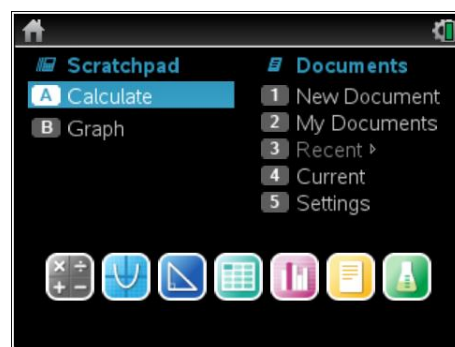 Scratchpad
A Calculate
B Graph
Documents
1 New Document
2 My Documents
3 Recent ▸
4 Current
5 Settings